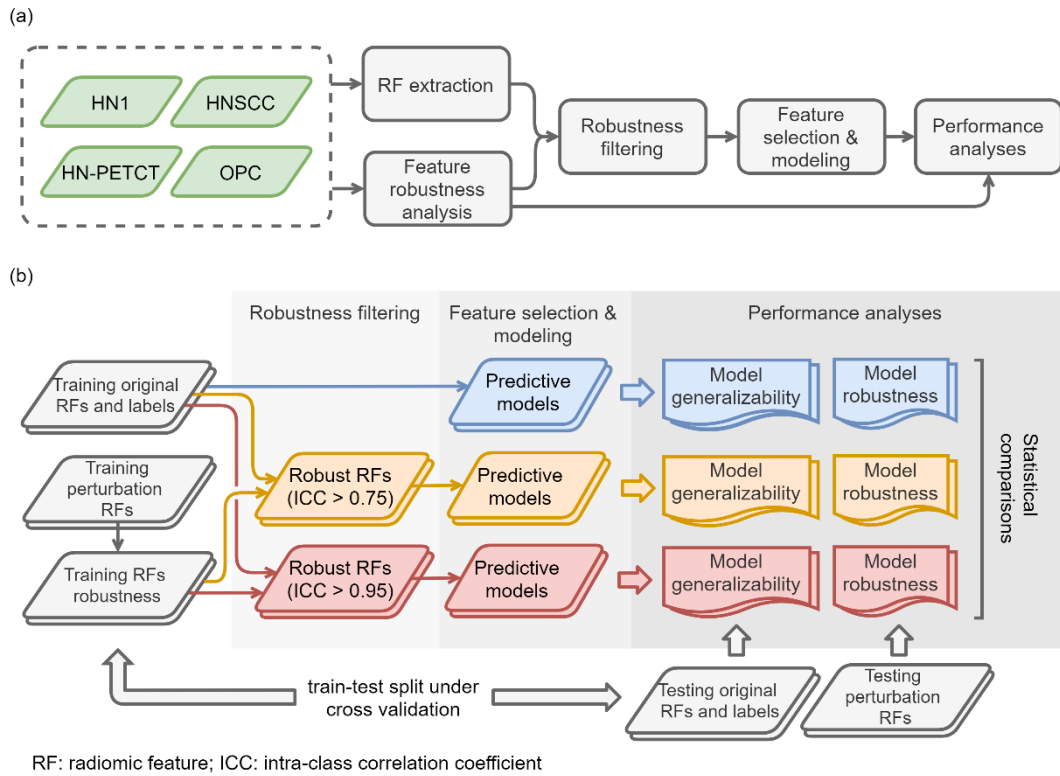 (a)
HN1
HNSCC
HN-PETCT
OPC
RF extraction
Feature
robustness
analysis
Robustness
filtering
Feature
selection &
modeling
Performance
analyses
(b)
Robustness filtering
Feature selection &
modeling
Performance analyses
Training original
RFs and labels
Predictive
models
Model
generalizability
Model
robustness
Training
perturbation
RFs
Robust RFs
(ICC > 0.75)
Predictive
models
Model
generalizability
Model
robustness
Training RFs
robustness
Robust RFs
(ICC > 0.95)
Predictive
models
Model
generalizability
Model
robustness
Statistical
comparisons
train-test split under
cross validation
Testing original
RFs and labels
Testing
perturbation
RFs
RF: radiomic feature; ICC: intra-class correlation coefficient